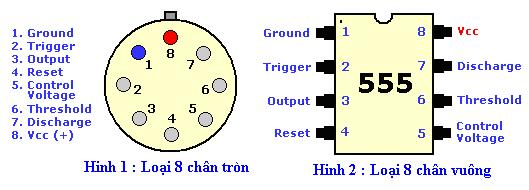 1. Ground
2. Trigger
3. Output
4. Reset
5. Control
Voltage
6. Threshold
7. Discharge
8. Vcc (+)
8
1
7
2
6
3
5
4
Hình 1 : Loại 8 chân tròn
Ground 1 8 Vcc
Trigger 2 7 Discharge
555
Output 3 6 Threshold
Reset 4 5 Control
Voltage
Hình 2 : Loại 8 chân vuông